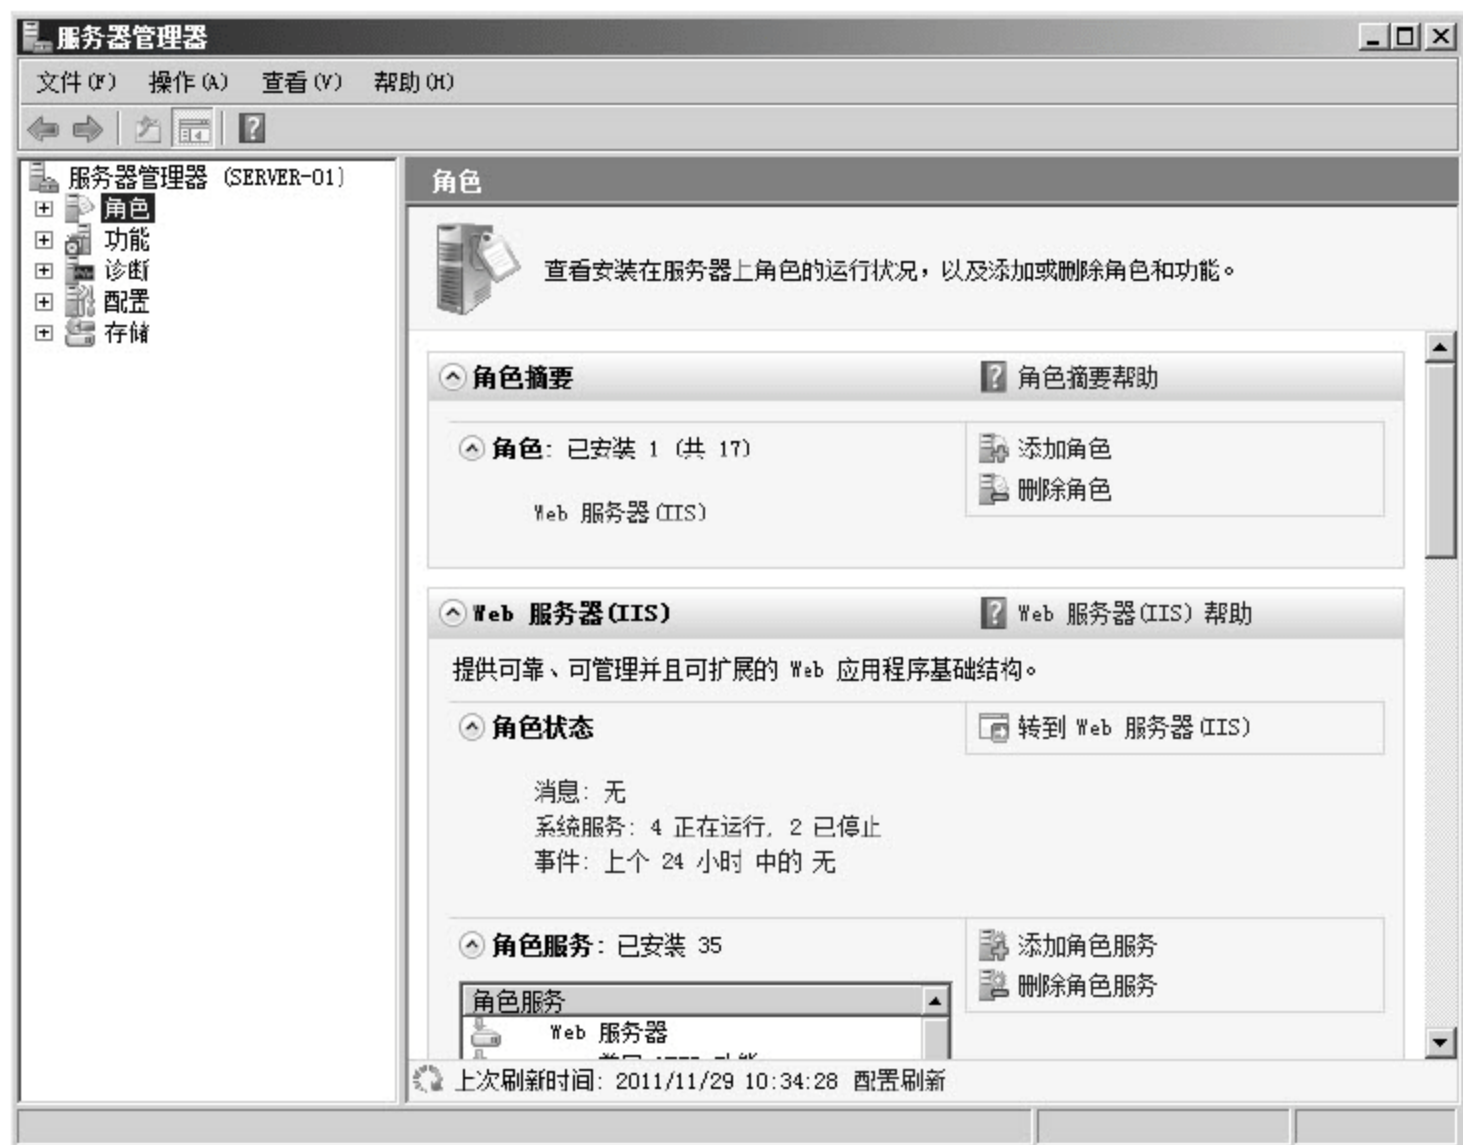 服务器管理器
文件(F) 操作(A) 查看(V) 帮助(H)
服务器管理器 (SERVER-01)
角色
功能
诊断
配置
存储
角色
查看安装在服务器上角色的运行状况，以及添加或删除角色和功能。
角色摘要
角色摘要帮助
角色: 已安装 1 (共 17)
添加角色
删除角色
Web 服务器(IIS)
Web 服务器(IIS)
Web 服务器(IIS) 帮助
提供可靠、可管理并且可扩展的 Web 应用程序基础结构。
角色状态
转到 Web 服务器(IIS)
消息: 无
系统服务: 4 正在运行, 2 已停止
事件: 上个 24 小时 中的 无
角色服务: 已安装 35
添加角色服务
删除角色服务
角色服务
Web 服务器
上次刷新时间: 2011/11/29 10:34:28 配置刷新